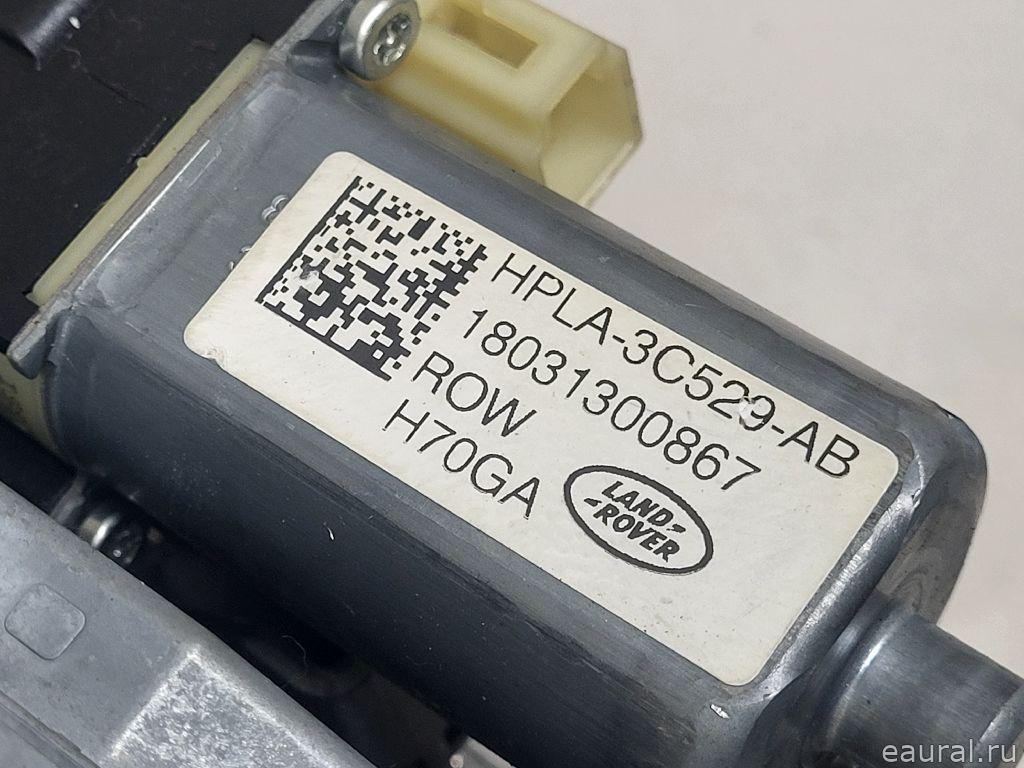 HPLA-3C529-AB
18031300867
ROW
H70GA
LAND-
-ROVER
eaural.ru